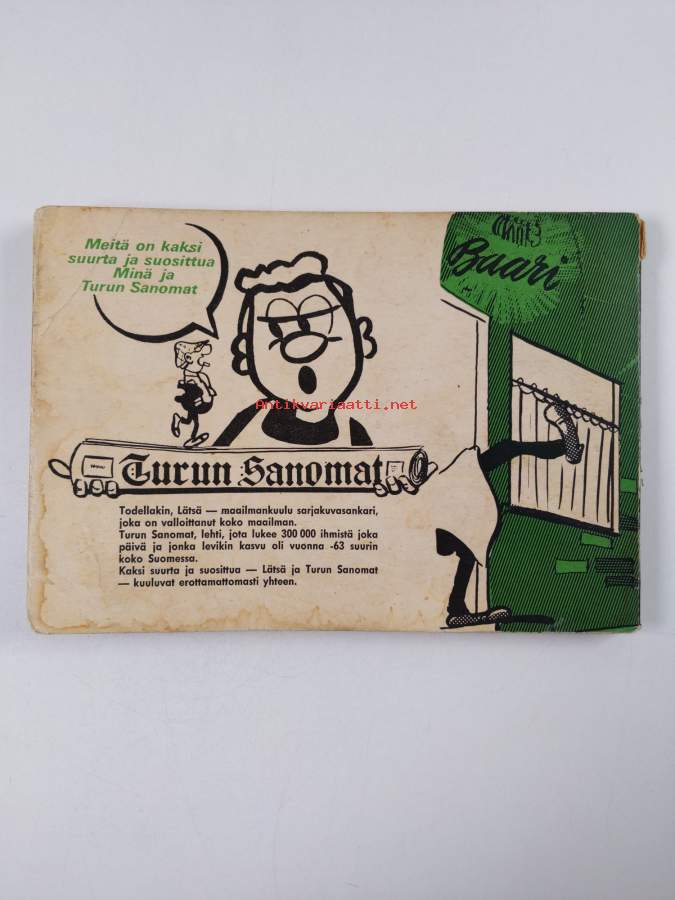 Meitä on kaksi
suurta ja suosittua
Minä ja
Turun Sanomat
Baari
Antikvariaatti.net
Turun Sanomat
Todellakin, Lätsä — maailmankuulu sarjakuvasankari,
joka on valloittanut koko maailman.
Turun Sanomat, lehti, jota lukee 300 000 ihmistä joka
päivä ja jonka levikin kasvu oli vuonna -63 suurin
koko Suomessa.
Kaksi suurta ja suosittua — Lätsä ja Turun Sanomat
— kuuluvat erottamattomasti yhteen.